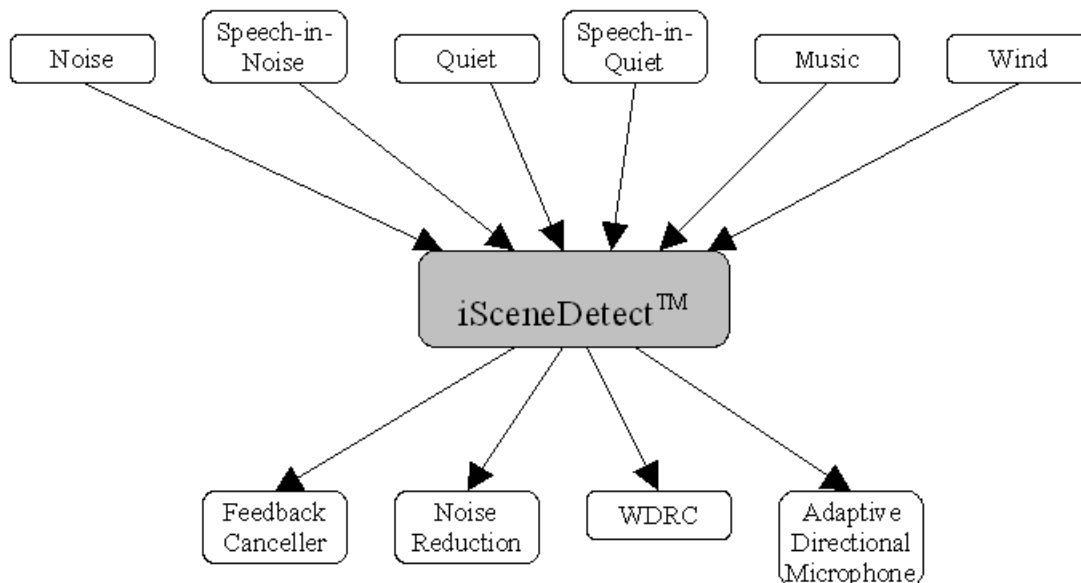 Noise
Speech-in-
Noise
Quiet
Speech-in-
Quiet
Music
Wind
iSceneDetect™
Feedback
Canceller
Noise
Reduction
WDRC
Adaptive
Directional
Microphone